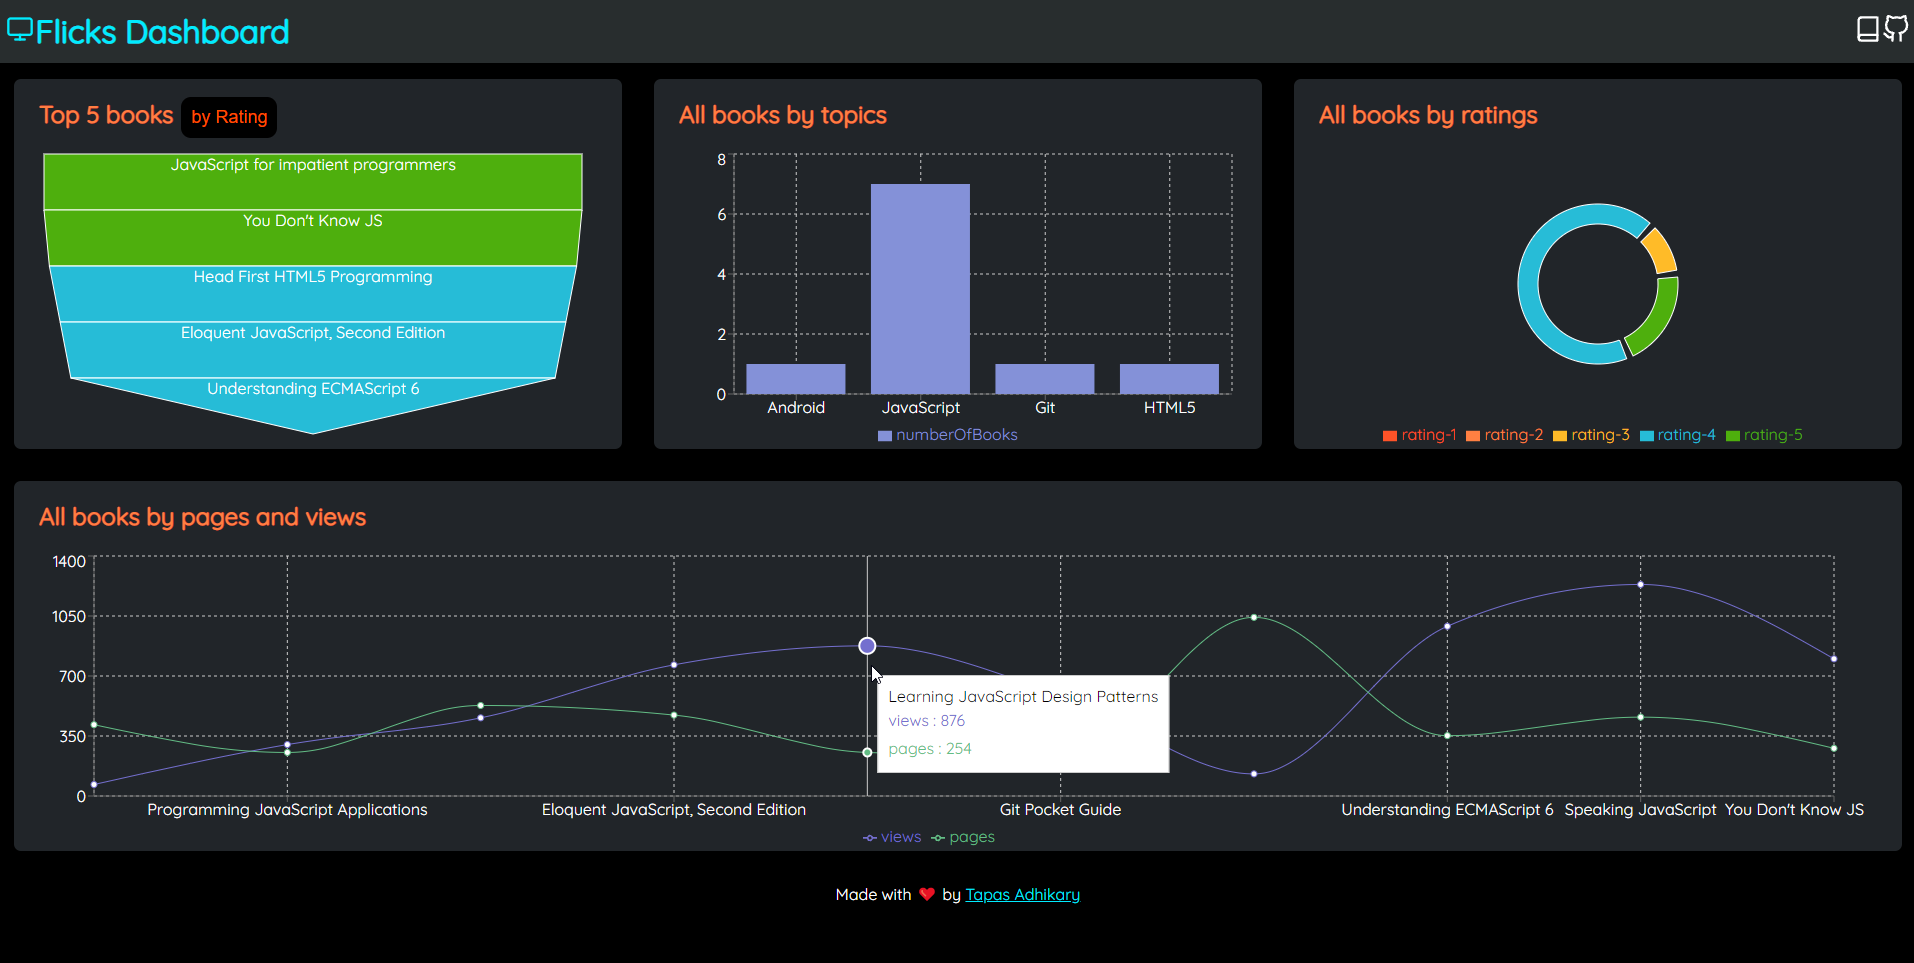 Flicks Dashboard
Top 5 books by Rating
JavaScript for impatient programmers
You Don't Know JS
Head First HTML5 Programming
Eloquent JavaScript, Second Edition
Understanding ECMAScript 6
All books by topics
8
6
4
2
0
Android JavaScript Git HTML5
numberOfBooks
All books by ratings
rating-1 rating-2 rating-3 rating-4 rating-5
All books by pages and views
1400
1050
700
350
0
Learning JavaScript Design Patterns
views : 876
pages : 254
Programming JavaScript Applications Eloquent JavaScript, Second Edition Git Pocket Guide Understanding ECMAScript 6 Speaking JavaScript You Don't Know JS
views pages
Made with ❤ by Tapas Adhikary